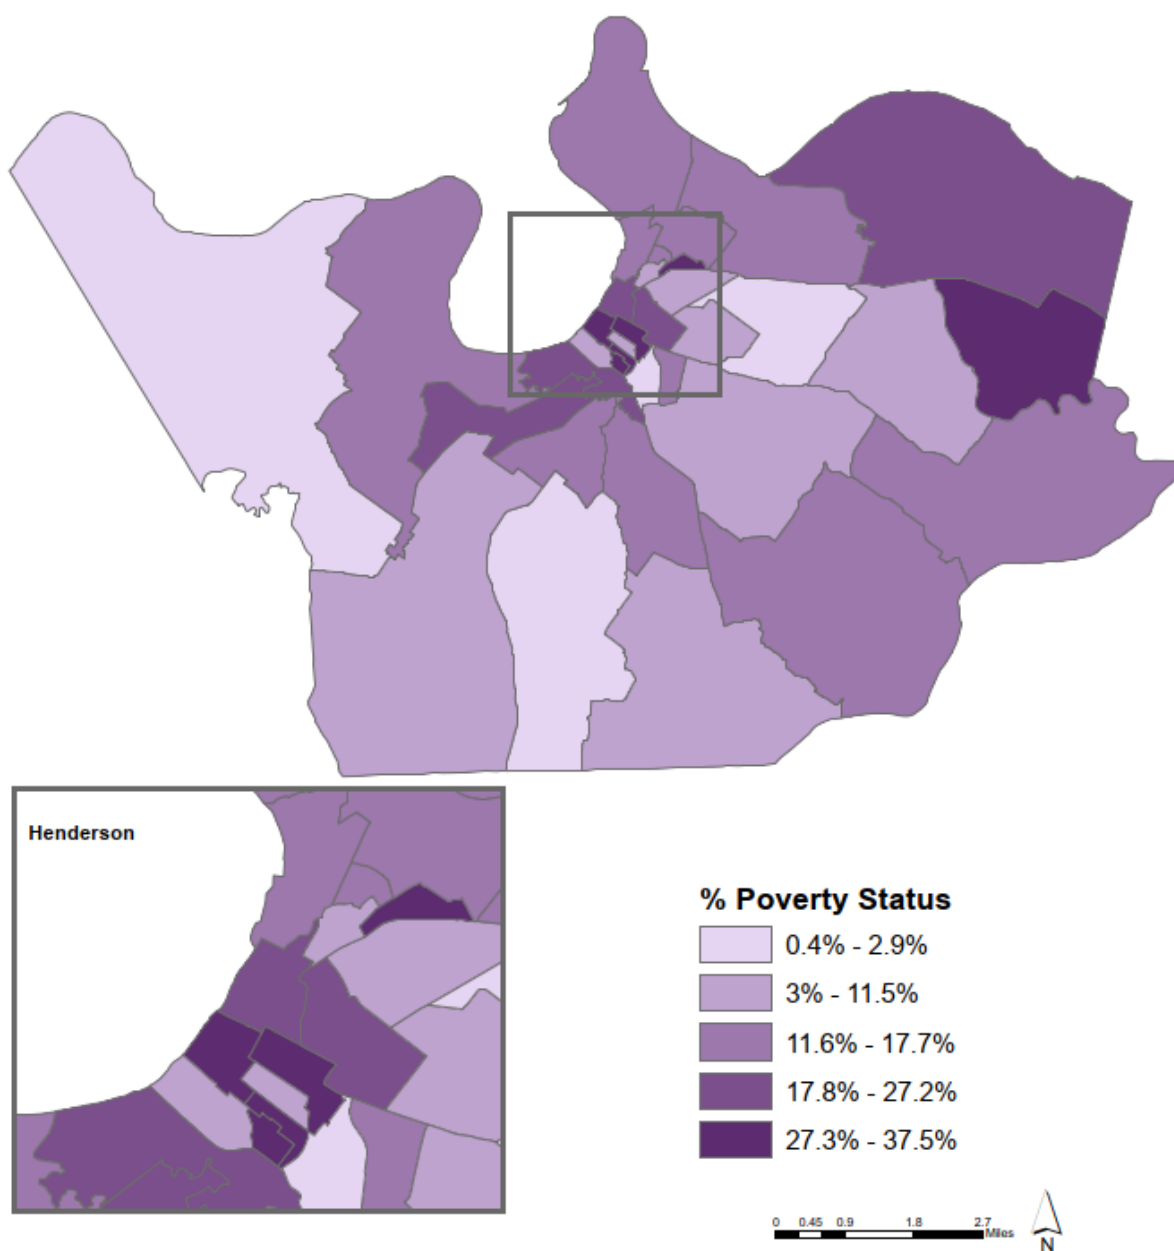 Henderson
% Poverty Status
0.4% - 2.9%
3% - 11.5%
11.6% - 17.7%
17.8% - 27.2%
27.3% - 37.5%
0 0.45 0.9 1.8 2.7
Miles
N